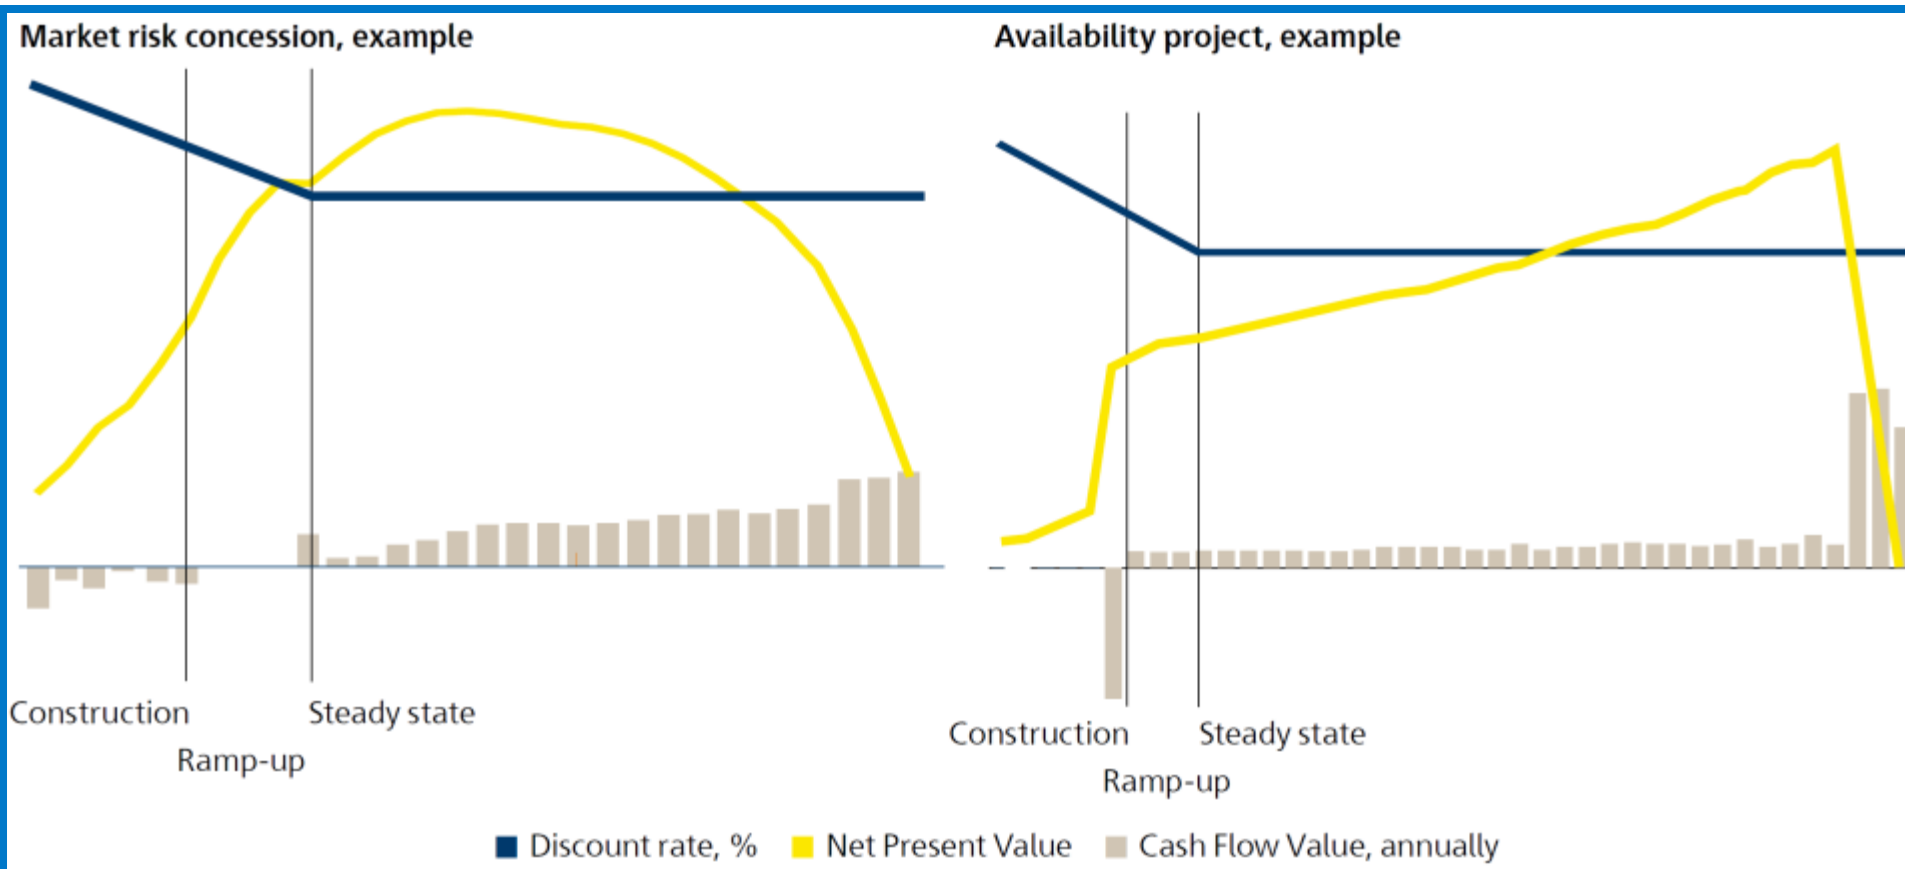 Market risk concession, example
Availability project, example
Construction
Steady state
Ramp-up
Construction
Steady state
Ramp-up
Discount rate, %
Net Present Value
Cash Flow Value, annually